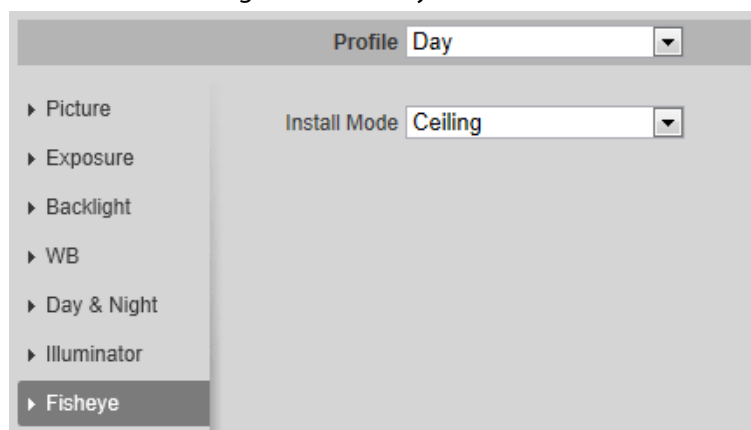 Profile Day
Picture
Install Mode Ceiling
Exposure
Backlight
WB
Day & Night
Illuminator
Fisheye